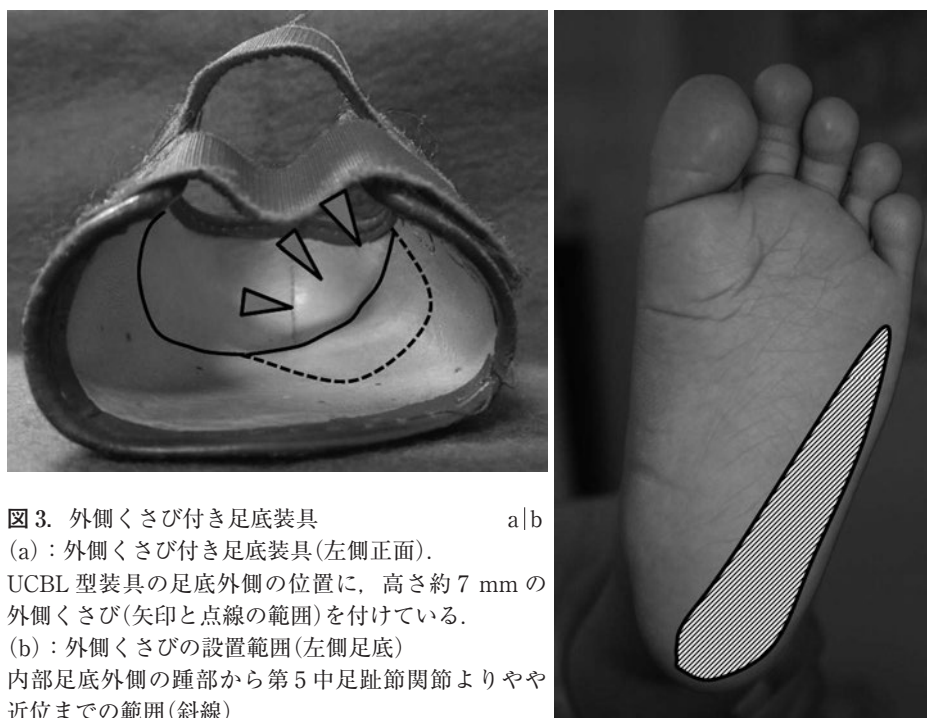 図 3. 外側くさび付き足底装具 a|b
(a):外側くさび付き足底装具(左側正面).
UCBL 型装具の足底外側の位置に,高さ約 7 mm の
外側くさび(矢印と点線の範囲)を付けている.
(b):外側くさびの設置範囲(左側足底)
内部足底外側の踵部から第 5 中足趾節関節よりやや
近位までの範囲(斜線)